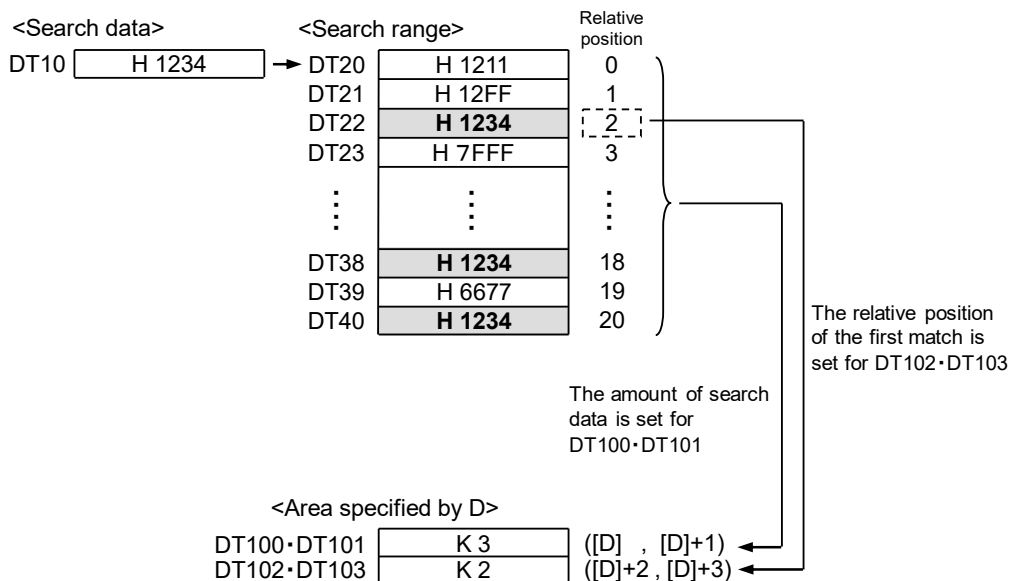 <Search data>
<Search range>
Relative
position
DT10 H 1234
DT20 H 1211 0
DT21 H 12FF 1
DT22 H 1234 2
DT23 H 7FFF 3
DT38 H 1234 18
DT39 H 6677 19
DT40 H 1234 20
The relative position
of the first match is
set for DT102・DT103
The amount of search
data is set for
DT100・DT101
<Area specified by D>
DT100・DT101 K 3 ([D] , [D]+1)
DT102・DT103 K 2 ([D]+2 , [D]+3)